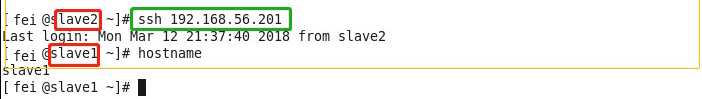 [ fei @slave2 ~]# ssh 192.168.56.201
Last login: Mon Mar 12 21:37:40 2018 from slave2
[ fei @slave1 ~]# hostname
slave1
[ fei @slave1 ~]#